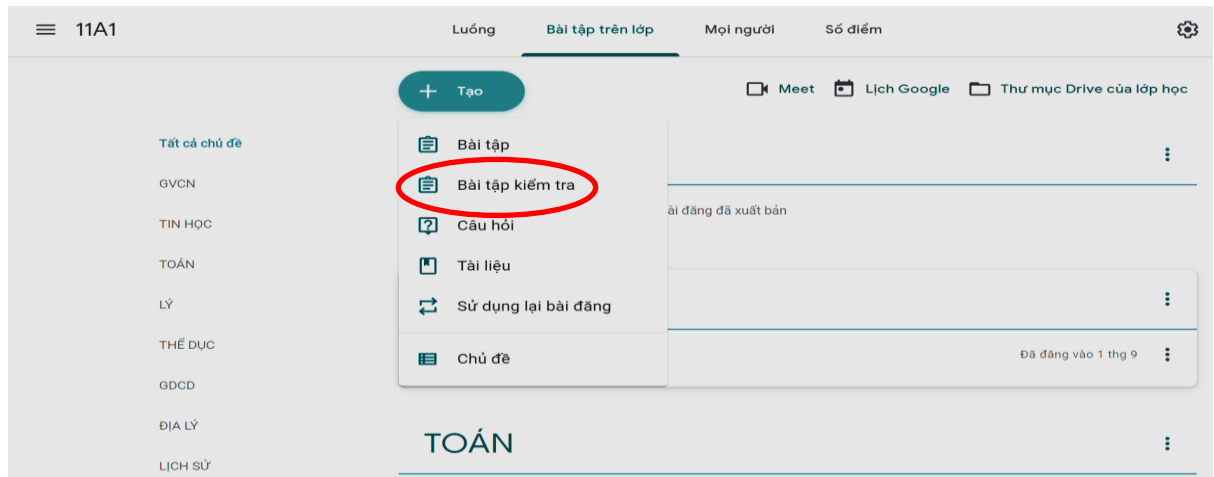 11A1
Luồng Bài tập trên lớp Mọi người Số điểm
Tạo
Meet Lịch Google Thư mục Drive của lớp học
Tất cả chủ đề
GVCN
TIN HỌC
TOÁN
LÝ
THỂ DỤC
GDCD
ĐỊA LÝ
LỊCH SỬ
Bài tập
Bài tập kiểm tra
Câu hỏi
Tài liệu
Sử dụng lại bài đăng
Chủ đề
ài đăng đã xuất bản
Đã đăng vào 1 thg 9
TOÁN